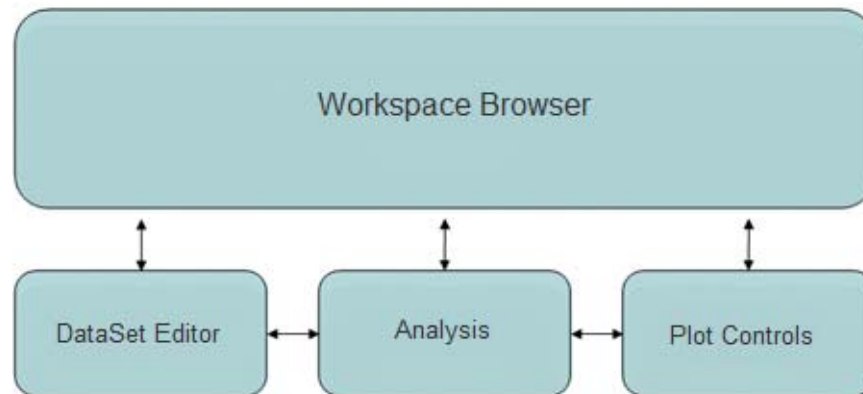 Workspace Browser
DataSet Editor
Analysis
Plot Controls